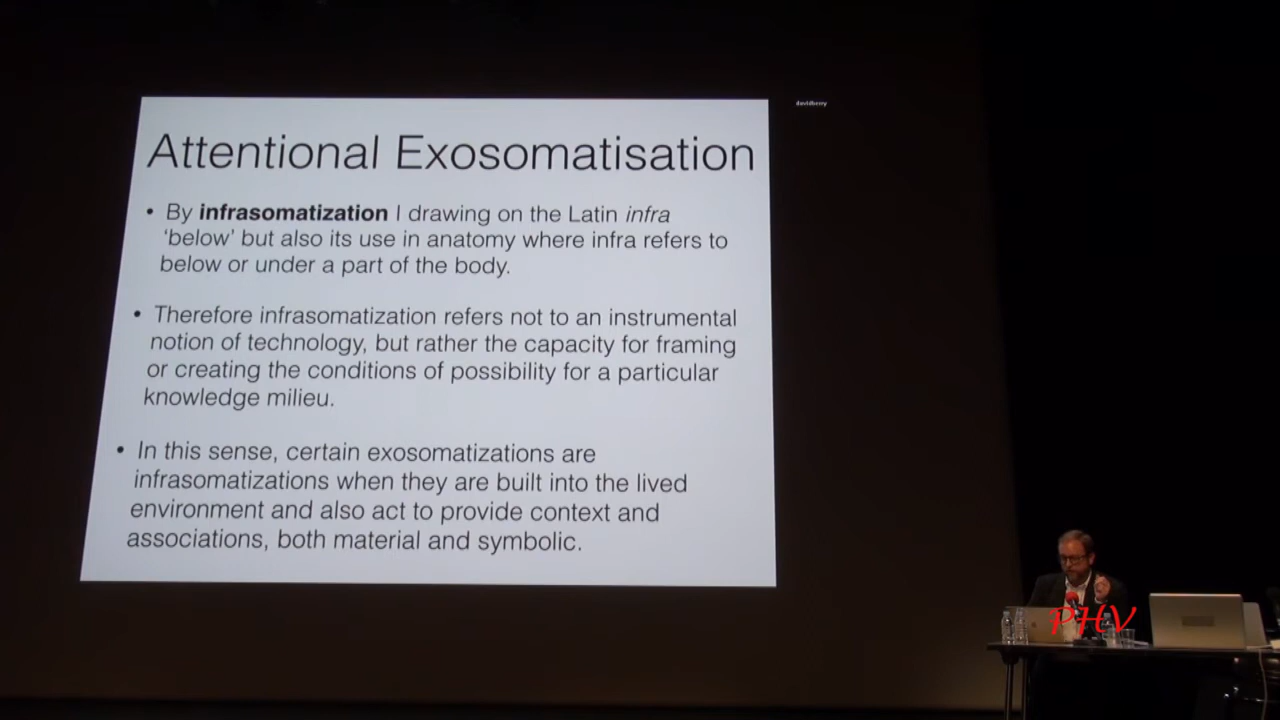 davidberry
Attentional Exosomatisation
• By infrasomatization I drawing on the Latin infra
‘below’ but also its use in anatomy where infra refers to
below or under a part of the body.
• Therefore infrasomatization refers not to an instrumental
notion of technology, but rather the capacity for framing
or creating the conditions of possibility for a particular
knowledge milieu.
• In this sense, certain exosomatizations are
infrasomatizations when they are built into the lived
environment and also act to provide context and
associations, both material and symbolic.
PHV